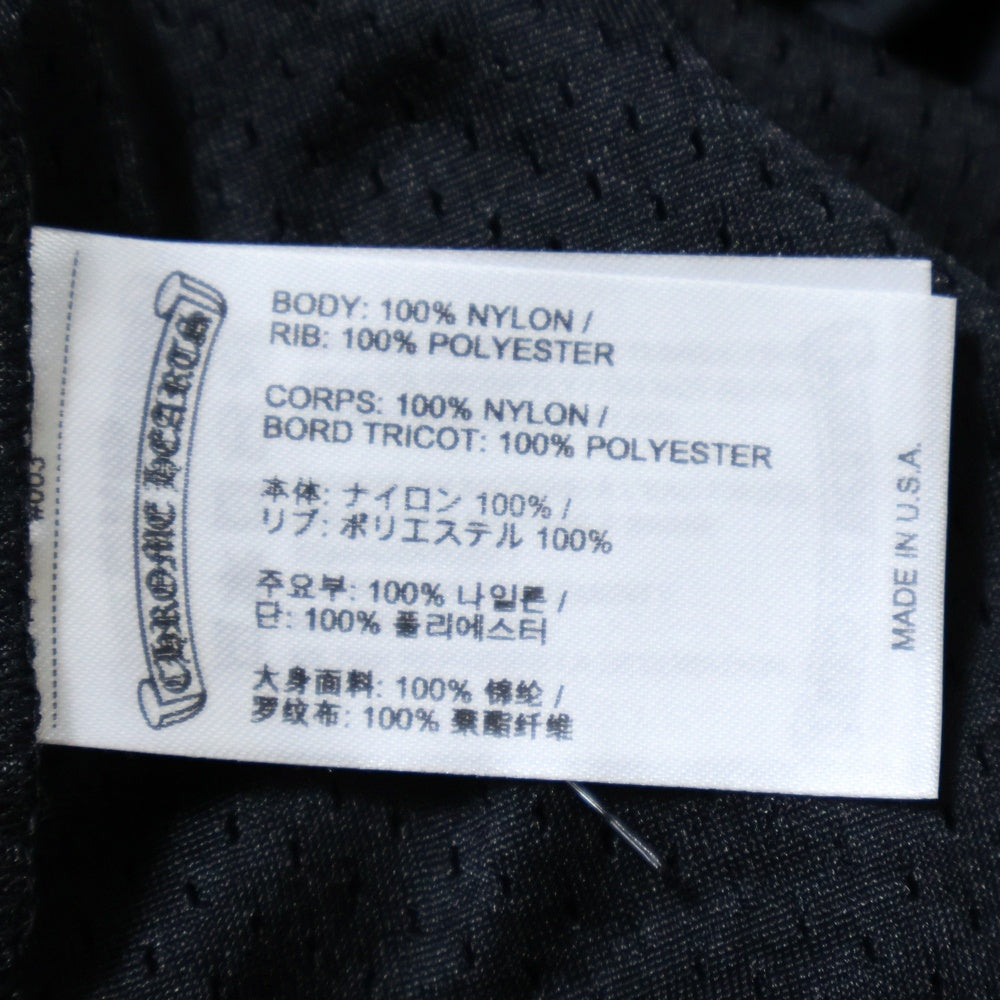 CHROME HEARTS
BODY: 100% NYLON /
RIB: 100% POLYESTER
CORPS: 100% NYLON /
BORD TRICOT: 100% POLYESTER
本体: ナイロン 100% /
リブ: ポリエステル 100%
주요부: 100% 나일론 /
단: 100% 폴리에스터
大身面料: 100% 锦纶 /
罗纹布: 100% 聚酯纤维
MADE IN U.S.A.
#003